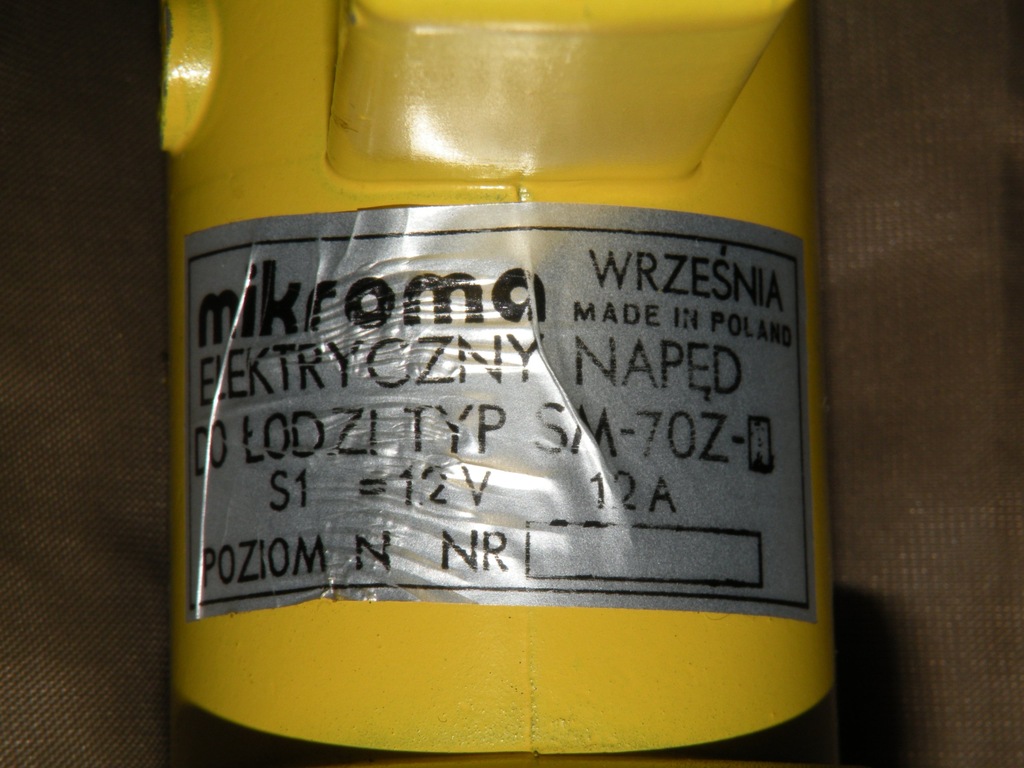 mikroma WRZEŚNIA
MADE IN POLAND
ELEKTRYCZNY NAPĘD
DO ŁODZI TYP SM-70Z-
S1 =12V 12A
POZIOM N NR